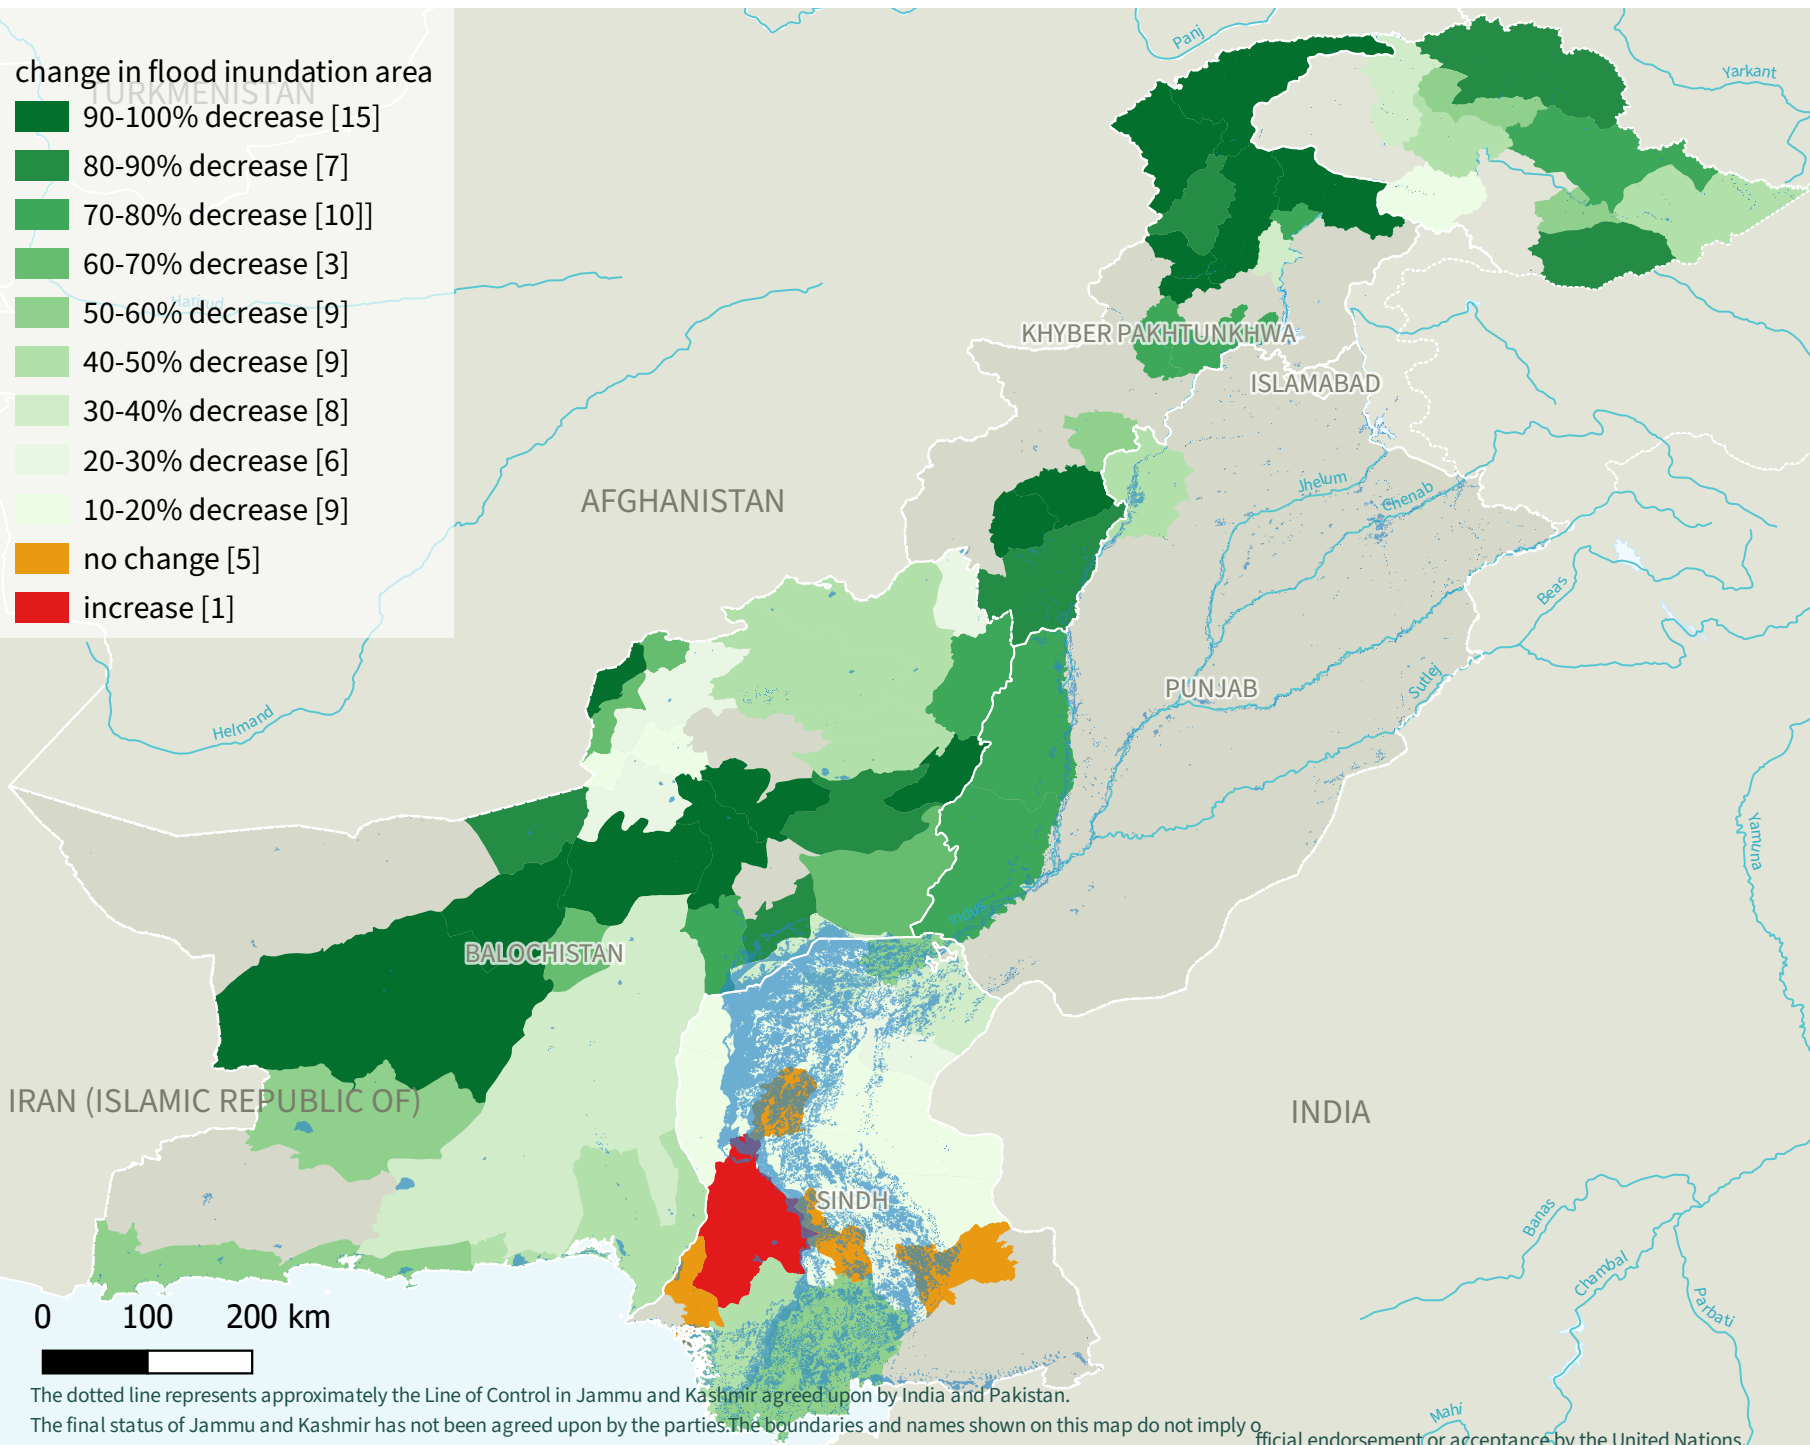 change in flood inundation area
TURKMENISTAN
90-100% decrease [15]
80-90% decrease [7]
70-80% decrease [10]]
60-70% decrease [3]
Harirud
50-60% decrease [9]
40-50% decrease [9]
30-40% decrease [8]
20-30% decrease [6]
10-20% decrease [9]
no change [5]
increase [1]
Panj
Yarkant
KHYBER PAKHTUNKHWA
ISLAMABAD
AFGHANISTAN
Jhelum
Chenab
Beas
PUNJAB
Sutlej
Helmand
Yamuna
Indus
BALOCHISTAN
IRAN (ISLAMIC REPUBLIC OF)
INDIA
SINDH
Banas
Chambal
Parbati
Mahi
0 100 200 km
The dotted line represents approximately the Line of Control in Jammu and Kashmir agreed upon by India and Pakistan.
The final status of Jammu and Kashmir has not been agreed upon by the parties.The boundaries and names shown on this map do not imply o
fficial endorsement or acceptance by the United Nations